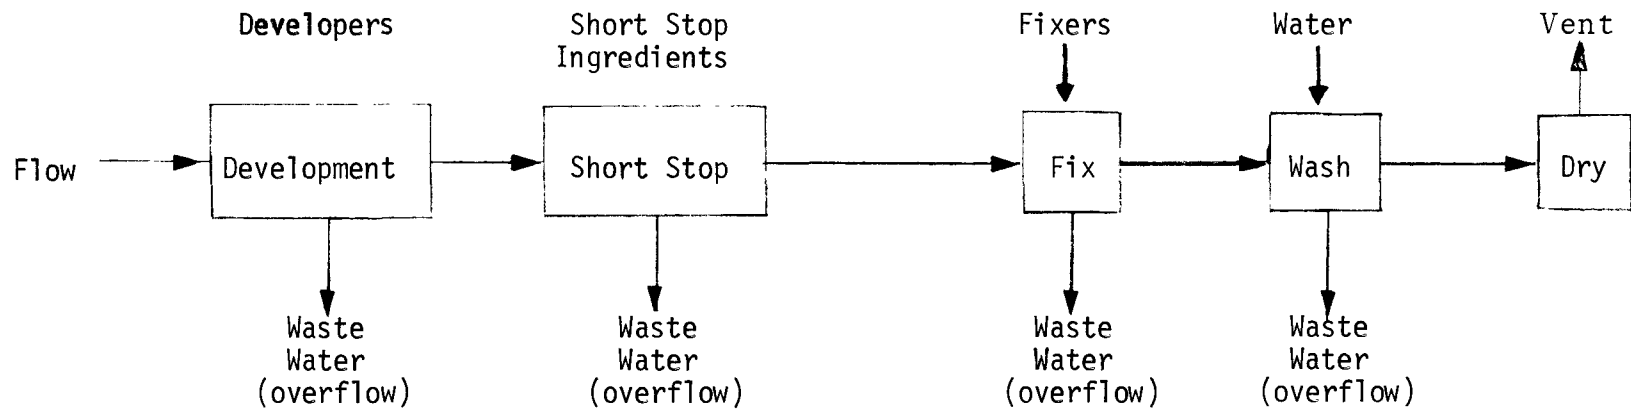 Developers
Short Stop
Ingredients
Fixers
Water
Vent
Flow
Development
Short Stop
Fix
Wash
Dry
Waste
Water
(overflow)
Waste
Water
(overflow)
Waste
Water
(overflow)
Waste
Water
(overflow)